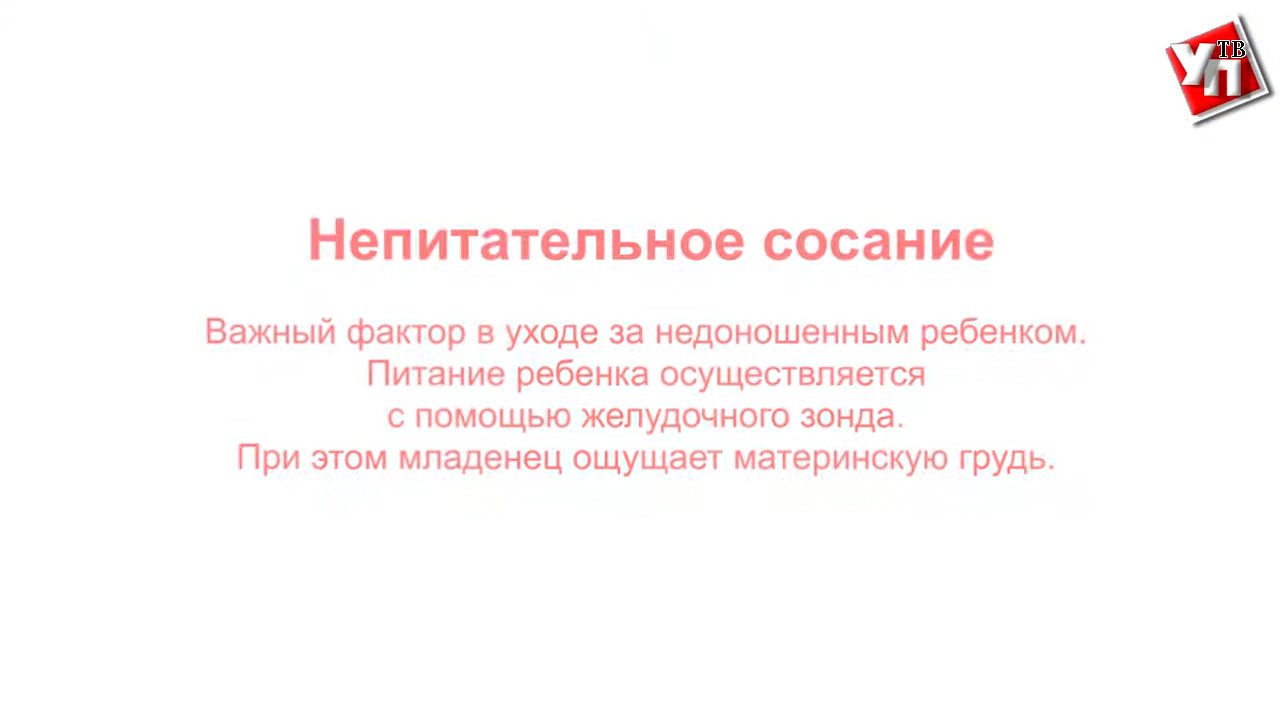 ТВ
УП
Непитательное сосание
Важный фактор в уходе за недоношенным ребенком.
Питание ребенка осуществляется
с помощью желудочного зонда.
При этом младенец ощущает материнскую грудь.